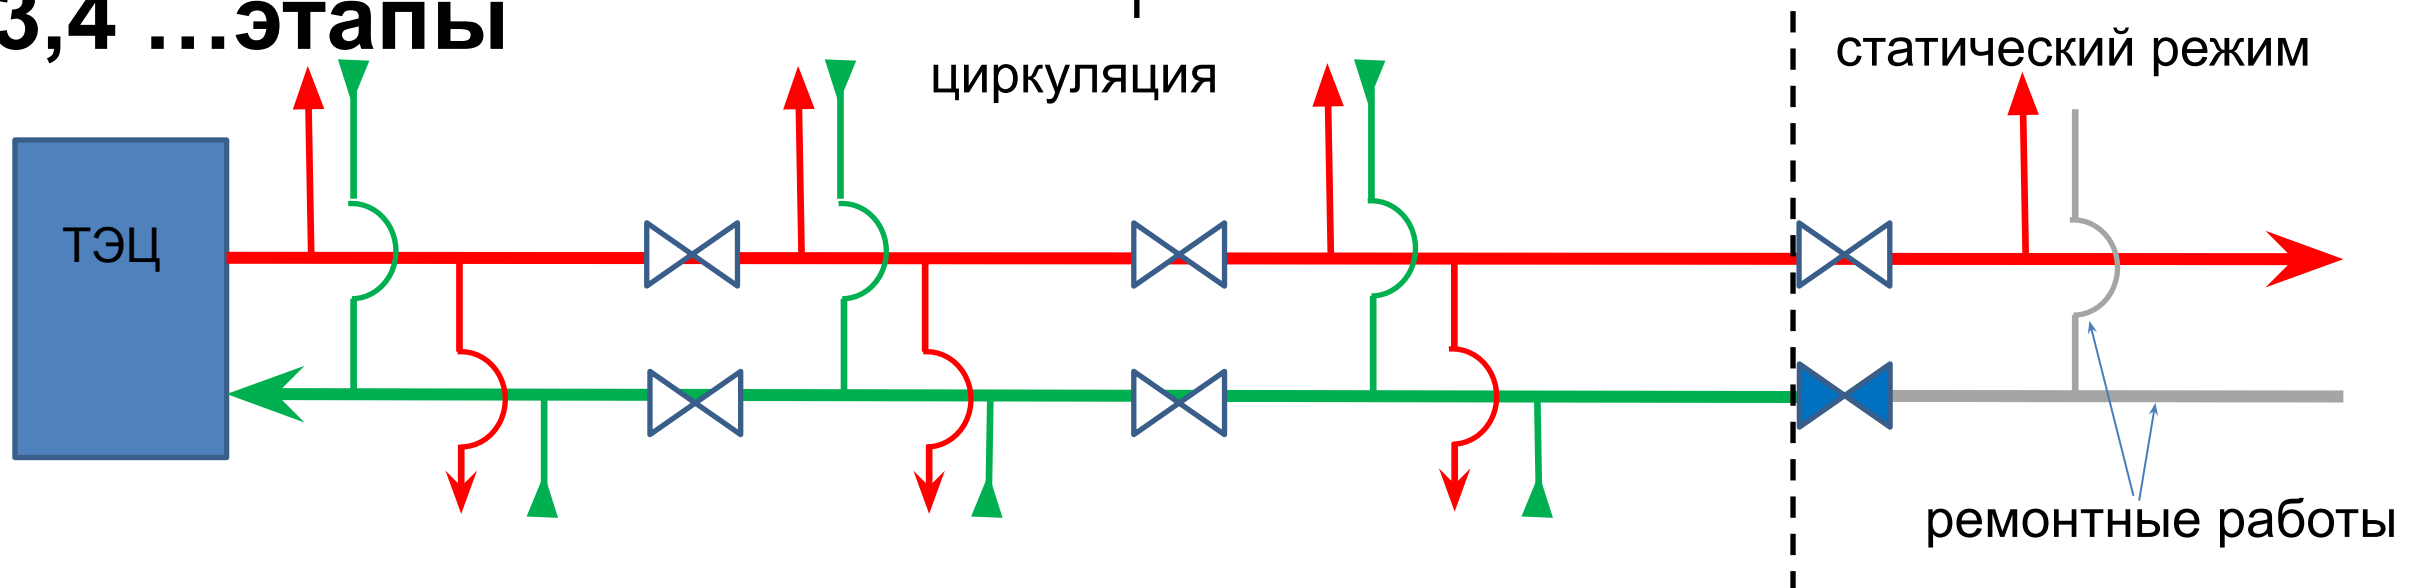 3,4 …этапы
циркуляция
статический режим
ТЭЦ
ремонтные работы